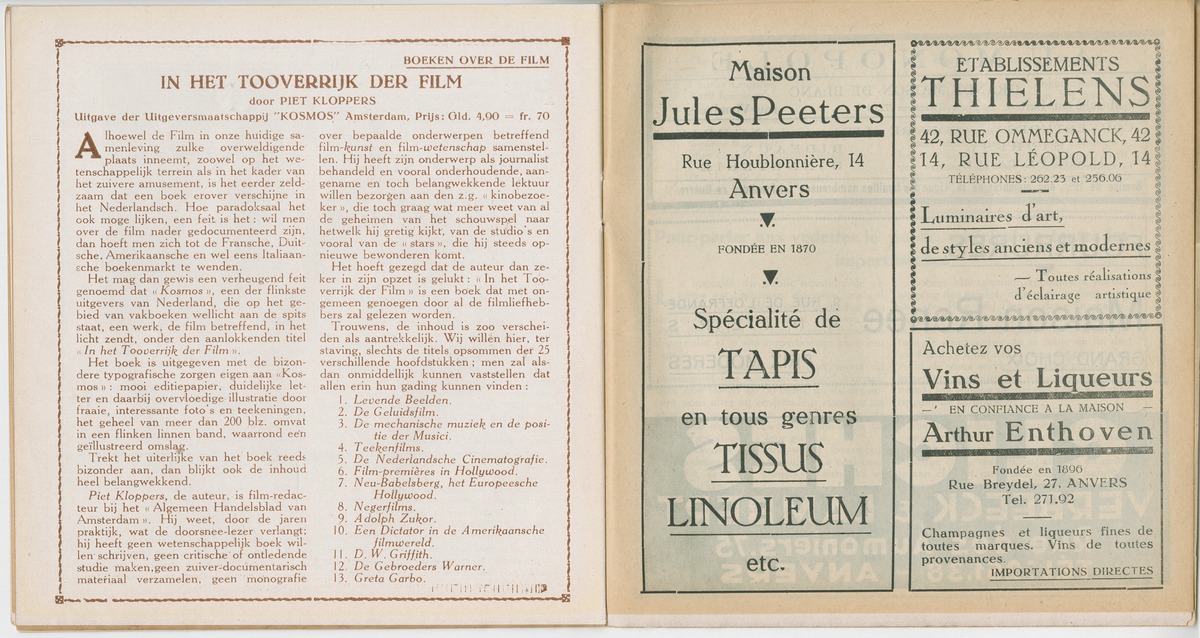 BOEKEN OVER DE FILM
IN HET TOOVERRIJK DER FILM
door PIET KLOPPERS
Uitgave der Uitgeversmaatschappij "KOSMOS" Amsterdam, Prijs: Gld. 4,90 = fr. 70
Alhoewel de Film in onze huidige sa-
menleving zulke overweldigende
plaats inneemt, zoowel op het we-
tenschappelijk terrein als in het kader van
het zuivere amusement, is het eerder zeld-
zaam dat een boek erover verschijne in
het Nederlandsch. Hoe paradoksaal het
ook moge lijken, een feit is het : wil men
over de film nader gedocumenteerd zijn,
dan hoeft men zich tot de Fransche, Duit-
sche, Amerikaansche en wel eens Italiaan-
sche boekenmarkt te wenden.
Het mag dan gewis een verheugend feit
genoemd dat « Kosmos », een der flinkste
uitgevers van Nederland, die op het ge-
bied van vakboeken wellicht aan de spits
staat, een werk, de film betreffend, in het
licht zendt, onder den aanlokkenden titel
« In het Tooverrijk der Film ».
Het boek is uitgegeven met de bizon-
dere typografische zorgen eigen aan «Kos-
mos» : mooi editiepapier, duidelijke let-
ter en daarbij overvloedige illustratie door
fraaie, interessante foto's en teekeningen,
het geheel van meer dan 200 blz. omvat
in een flinken linnen band, waarrond een
geïllustreerd omslag.
Trekt het uiterlijke van het boek reeds
bizonder aan, dan blijkt ook de inhoud
heel belangwekkend.
Piet Kloppers, de auteur, is film-redac-
teur bij het « Algemeen Handelsblad van
Amsterdam ». Hij weet, door de jaren
praktijk, wat de doorsnee-lezer verlangt;
hij heeft geen wetenschappelijk boek wil-
len schrijven, geen critische of ontledende
studie maken,geen zuiver-documentarisch
materiaal verzamelen, geen monografie
over bepaalde onderwerpen betreffend
film-kunst en film-wetenschap samenstel-
len. Hij heeft zijn onderwerp als journalist
behandeld en vooral onderhoudende, aan-
gename en toch belangwekkende lektuur
willen bezorgen aan den z.g. « kinobezoe-
ker », die toch graag wat meer weet van al
de geheimen van het schouwspel naar
hetwelk hij gretig kijkt, van de studio's en
vooral van de « stars », die hij steeds op-
nieuwe bewonderen komt.
Het hoeft gezegd dat de auteur dan ze-
ker in zijn opzet is gelukt : « In het Too-
verrijk der Film » is een boek dat met on-
gemeen genoegen door al de filmliefheb-
bers zal gelezen worden.
Trouwens, de inhoud is zoo verschei-
den als aantrekkelijk. Wij willen hier, ter
staving, slechts de titels opsommen der 25
verschillende hoofdstukken ; men zal als-
dan onmiddellijk kunnen vaststellen dat
allen erin hun gading kunnen vinden :
1. Levende Beelden.
2. De Geluidsfilm.
3. De mechanische muziek en de posi-
tie der Musici.
4. Teekenfilms.
5. De Nederlandsche Cinematografie.
6. Film-premières in Hollywood.
7. Neu-Babelsberg, het Europeesche
Hollywood.
8. Negerfilms.
9. Adolph Zukor.
10. Een Dictator in de Amerikaansche
filmwereld.
11. D. W. Griffith.
12. De Gebroeders Warner.
13. Greta Garbo.
Maison
Jules Peeters
Rue Houblonnière, 14
Anvers
FONDÉE EN 1870
Spécialité de
TAPIS
en tous genres
TISSUS
LINOLEUM
etc.
ETABLISSEMENTS
THIELENS
42, RUE OMMEGANCK, 42
14, RUE LÉOPOLD, 14
TÉLÉPHONES : 262.23 et 256.06
Luminaires d'art,
de styles anciens et modernes
— Toutes réalisations
d'éclairage artistique
Achetez vos
Vins et Liqueurs
— EN CONFIANCE A LA MAISON —
Arthur Enthoven
Fondée en 1896
Rue Breydel, 27, ANVERS
Tel. 271.92
Champagnes et liqueurs fines de
toutes marques. Vins de toutes
provenances.
IMPORTATIONS DIRECTES